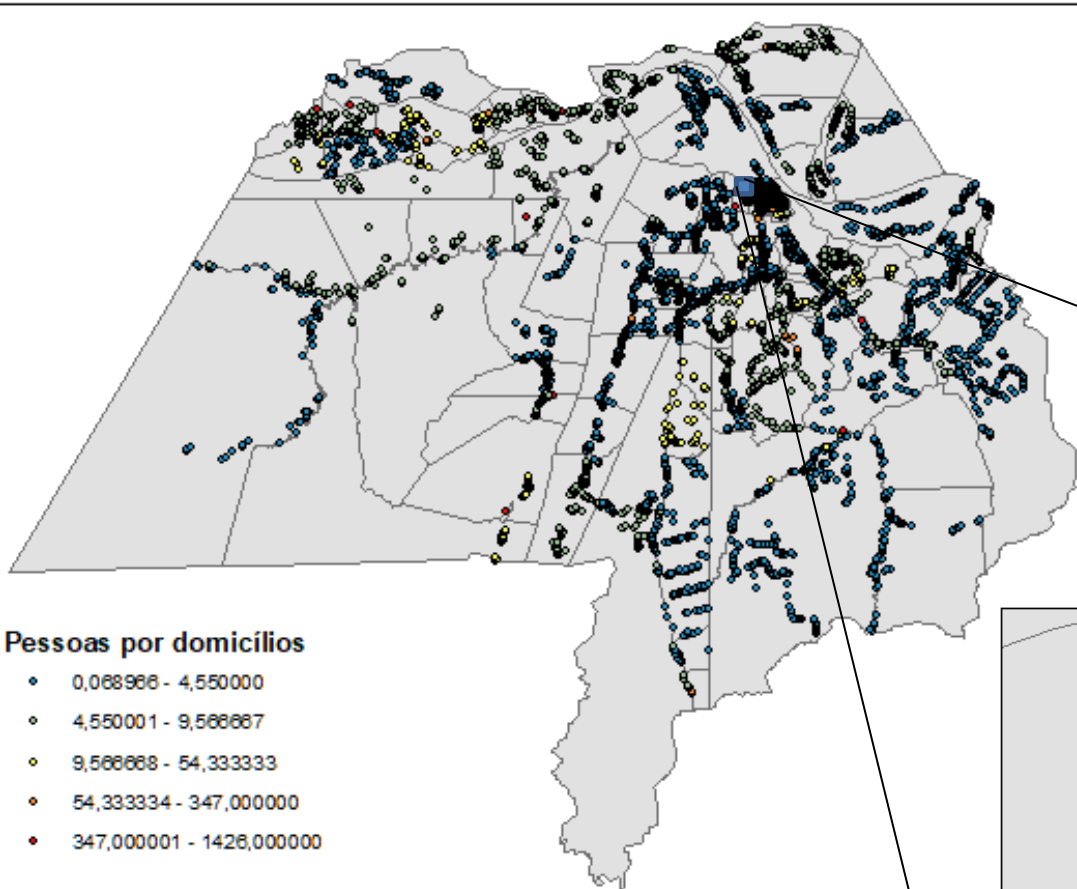 Pessoas por domicílios
0,068966 - 4,550000
4,550001 - 9,566667
9,566668 - 54,333333
54,333334 - 347,000000
347,000001 - 1426,000000